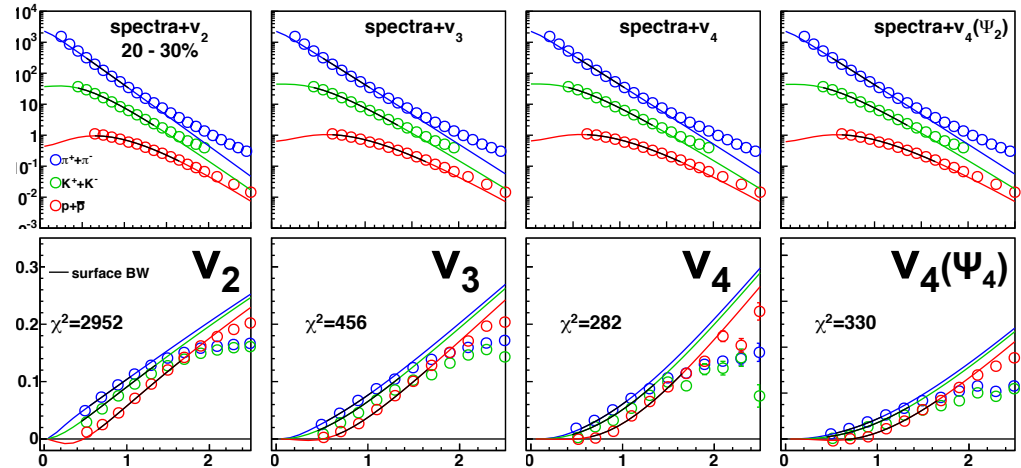 10⁴
10³
10²
10
1
10⁻¹
10⁻²
spectra+v₂
20 - 30%
π⁺+π⁻
K⁺+K⁻
p+p̅
spectra+v₃
spectra+v₄
spectra+v₄(Ψ₂)
0.3
0.2
0.1
0
surface BW
v₂
χ²=2952
v₃
χ²=456
v₄
χ²=282
v₄(Ψ₄)
χ²=330
0 1 2 0 1 2 0 1 2 0 1 2